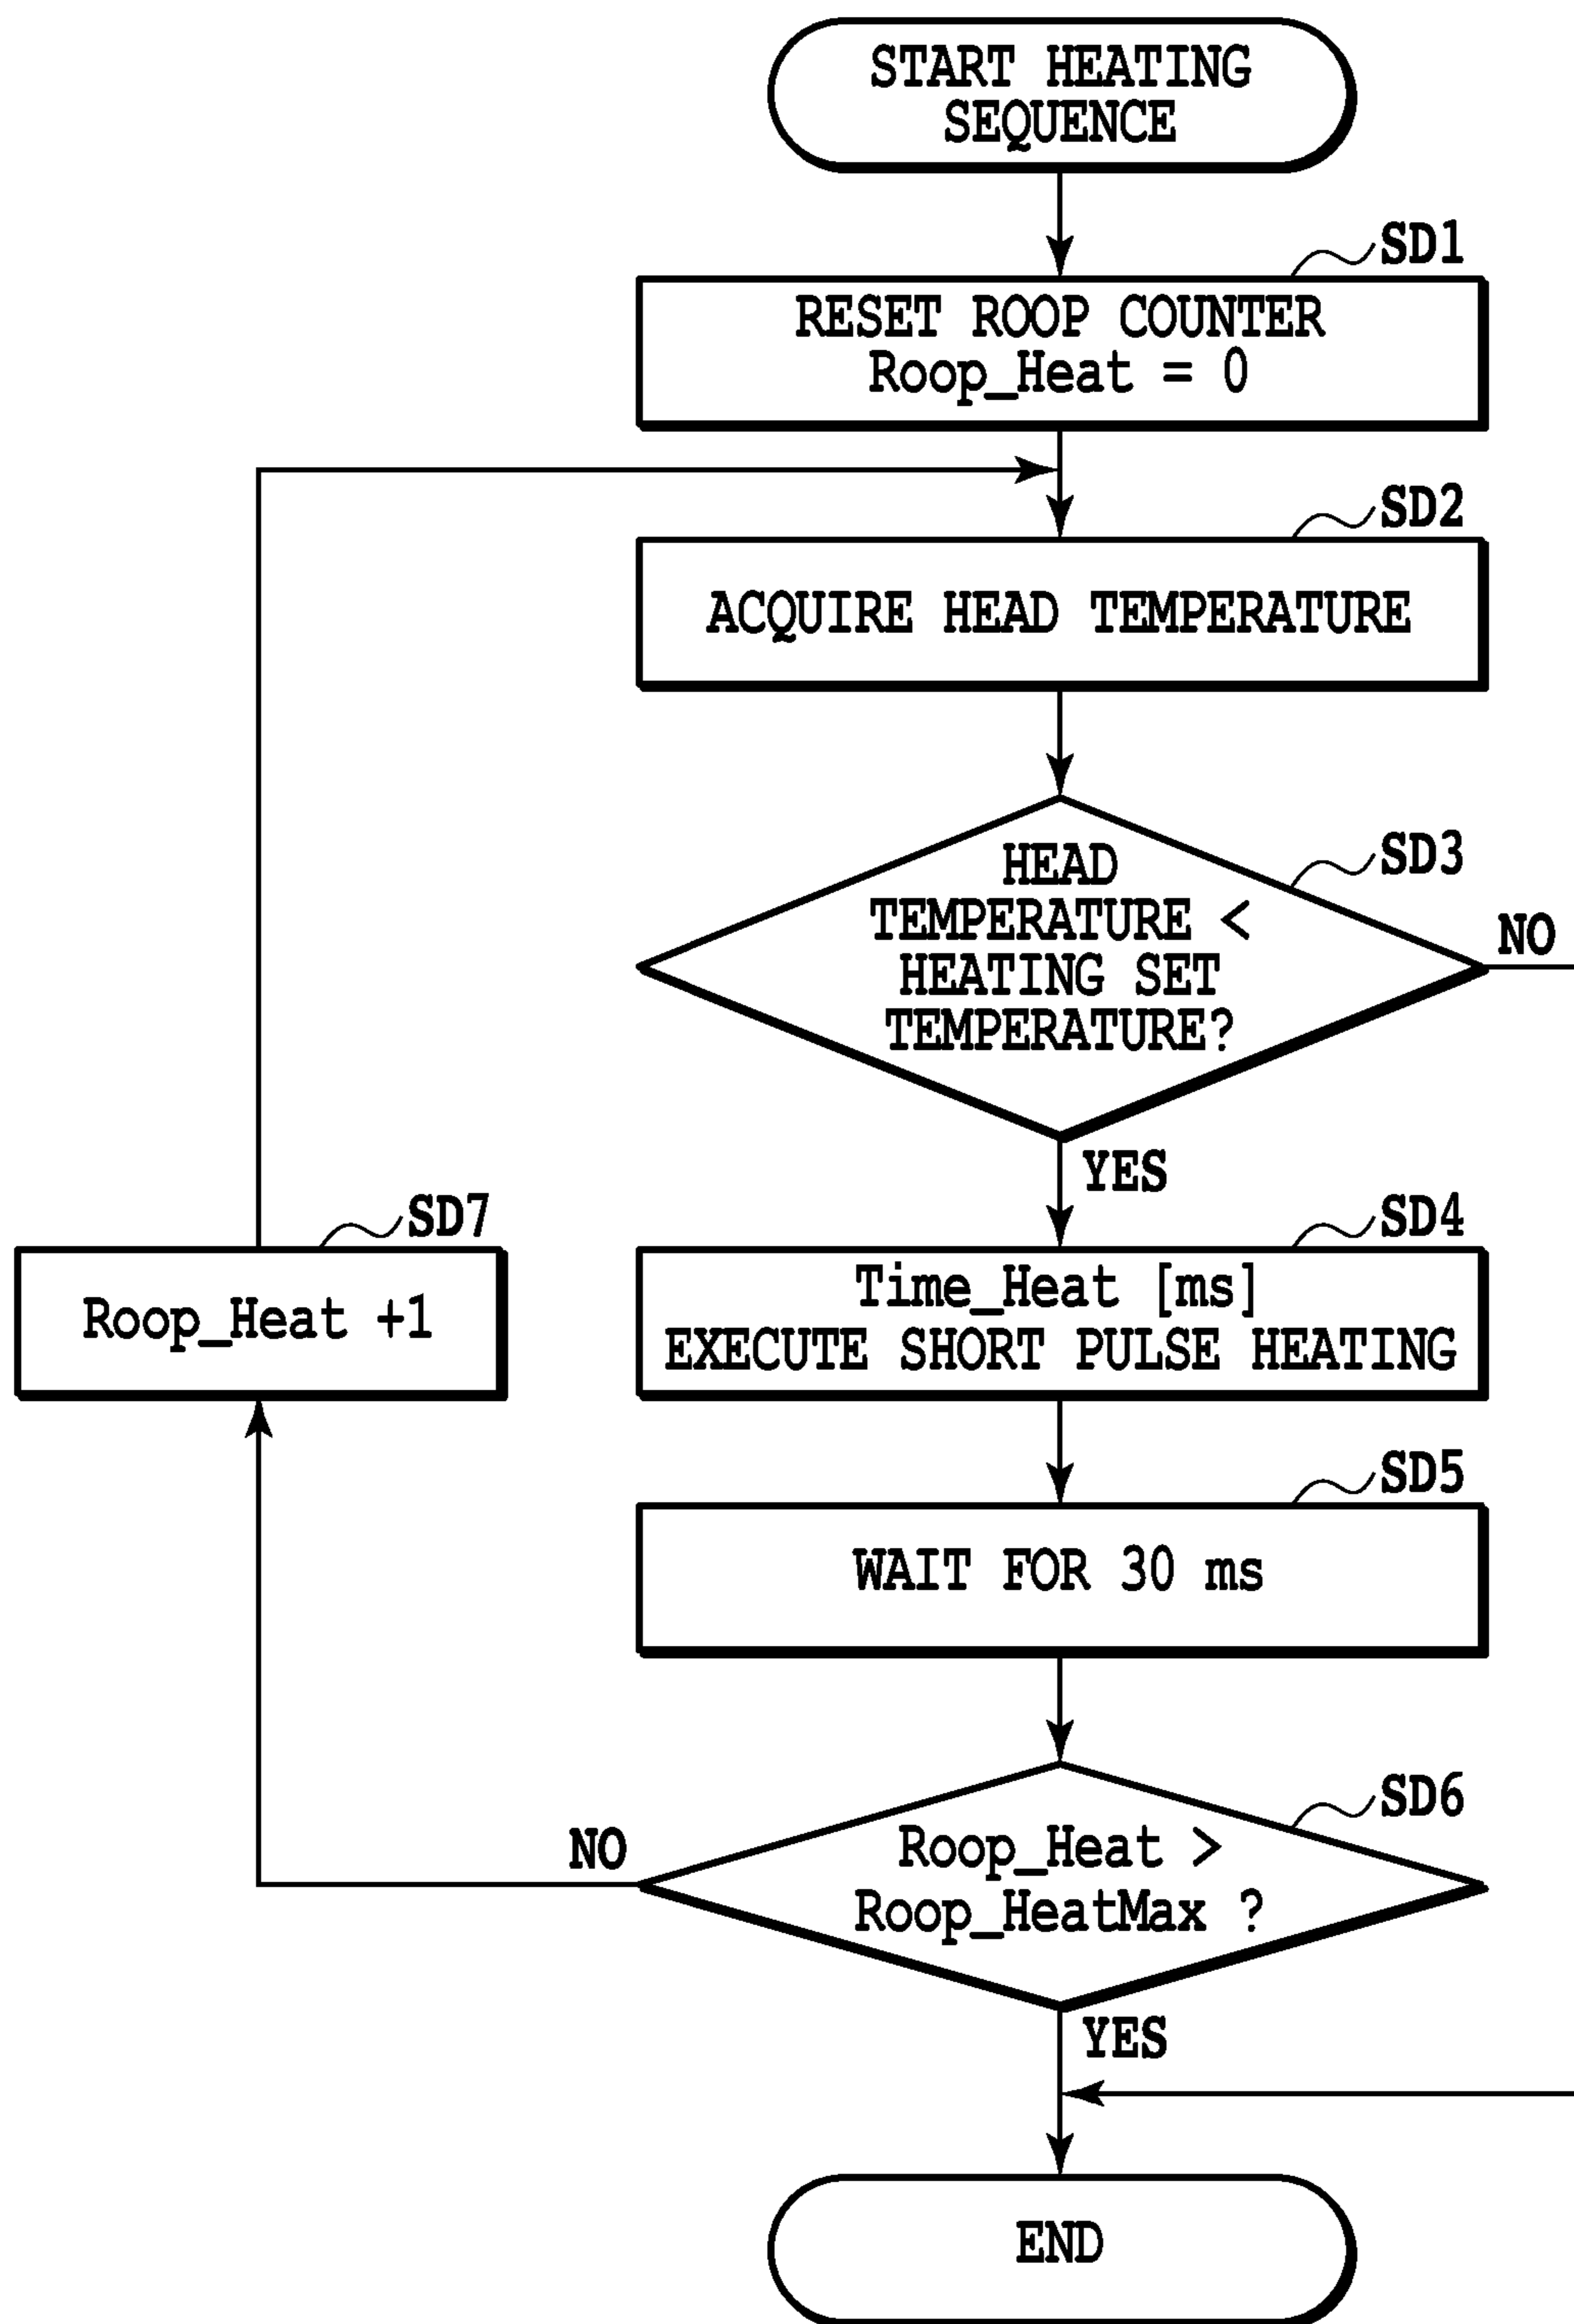 START HEATING
SEQUENCE
SD1
RESET ROOP COUNTER
Roop_Heat = 0
SD2
ACQUIRE HEAD TEMPERATURE
SD3
HEAD
TEMPERATURE <
HEATING SET
TEMPERATURE?
NO
YES
SD7
Roop_Heat +1
SD4
Time_Heat [ms]
EXECUTE SHORT PULSE HEATING
SD5
WAIT FOR 30 ms
SD6
NO
Roop_Heat >
Roop_HeatMax ?
YES
END